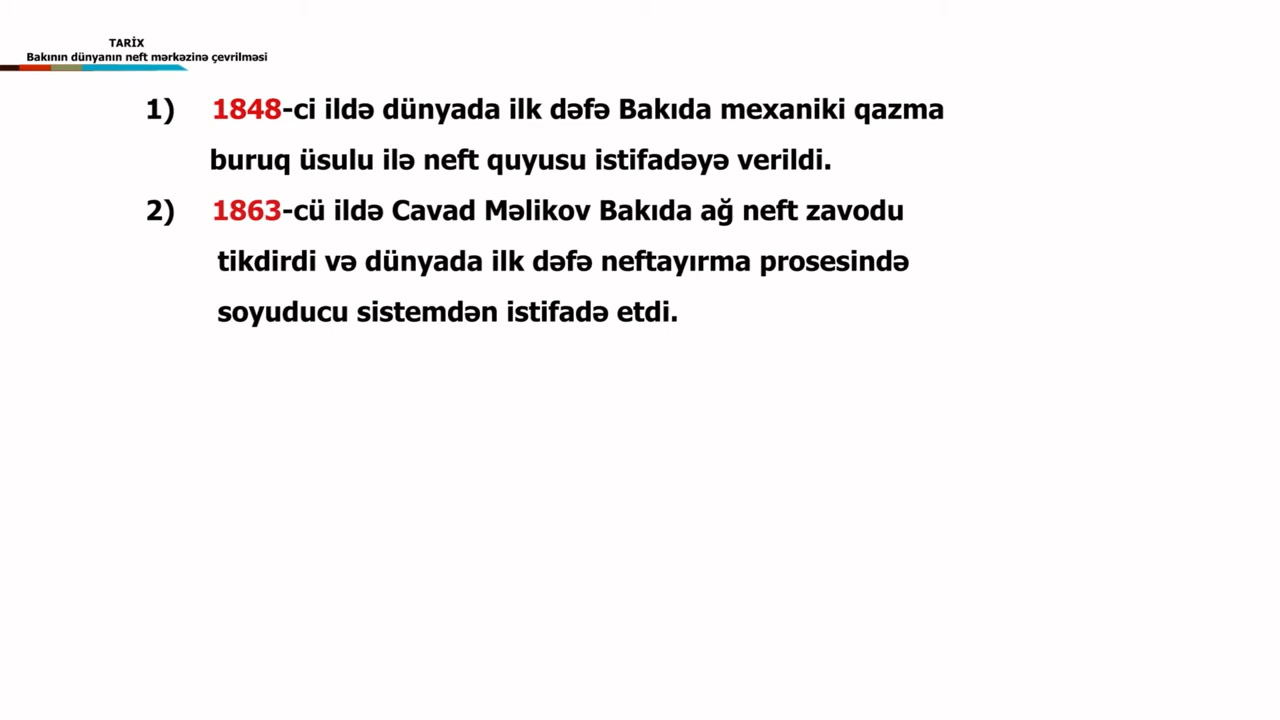 TARİX
Bakının dünyanın neft mərkəzinə çevrilməsi
1) 1848-ci ildə dünyada ilk dəfə Bakıda mexaniki qazma
buruq üsulu ilə neft quyusu istifadəyə verildi.
2) 1863-cü ildə Cavad Məlikov Bakıda ağ neft zavodu
tikdirdi və dünyada ilk dəfə neftayırma prosesində
soyuducu sistemdən istifadə etdi.